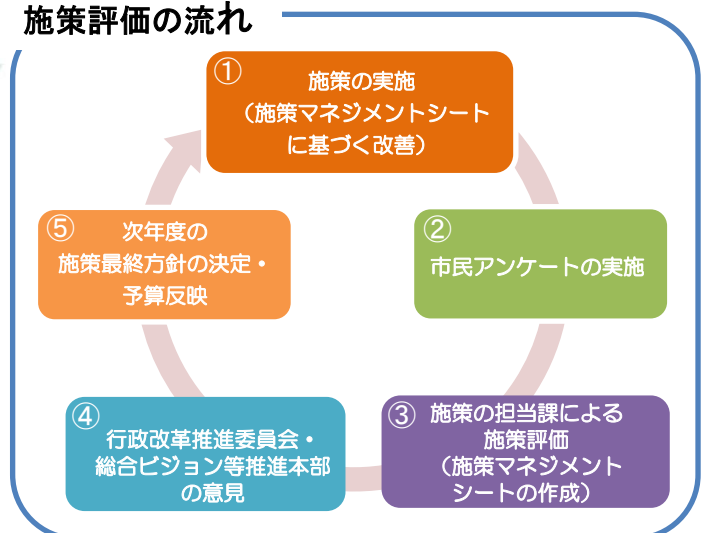 施策評価の流れ
①
施策の実施
（施策マネジメントシート
に基づく改善）
②
市民アンケートの実施
③
施策の担当課による
施策評価
（施策マネジメント
シートの作成）
④
行政改革推進委員会・
総合ビジョン等推進本部
の意見
⑤
次年度の
施策最終方針の決定・
予算反映